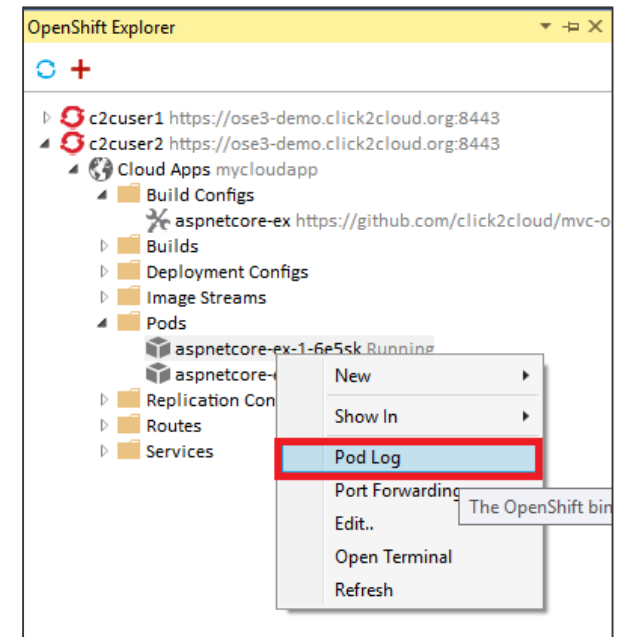 OpenShift Explorer
c2cuser1 https://ose3-demo.click2cloud.org:8443
c2cuser2 https://ose3-demo.click2cloud.org:8443
Cloud Apps mycloudapp
Build Configs
aspnetcore-ex https://github.com/click2cloud/mvc-o
Builds
Deployment Configs
Image Streams
Pods
aspnetcore-ex-1-6e5sk Running
aspnetcore-
Replication Con
Routes
Services
New
Show In
Pod Log
Port Forwarding
The OpenShift bin
Edit..
Open Terminal
Refresh